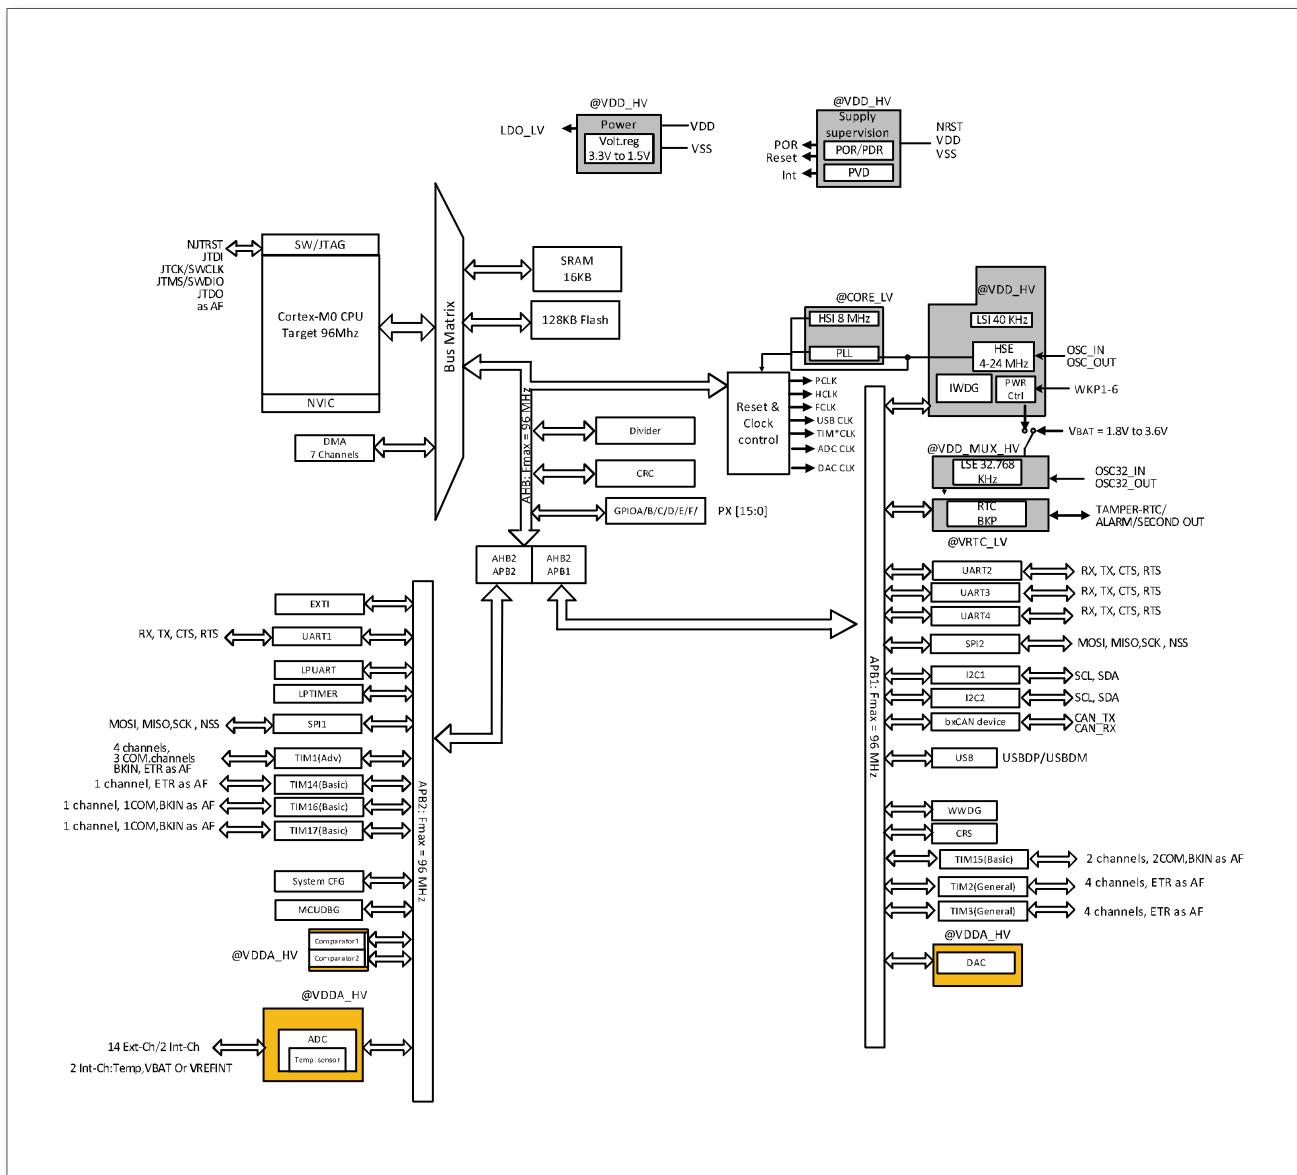 @VDD_HV
Power
Volt.reg
3.3V to 1.5V
LDO_LV
VDD
VSS
@VDD_HV
Supply
supervision
POR/PDR
PVD
POR
Reset
Int
NRST
VDD
VSS
NJTRST
JTDI
JTCK/SWCLK
JTMS/SWDIO
JTDO
as AF
SW/JTAG
Cortex-M0 CPU
Target 96Mhz
NVIC
DMA
7 Channels
Bus Matrix
SRAM
16KB
128KB Flash
@CORE_LV
HSI 8 MHz
PLL
@VDD_HV
LSI 40 KHz
HSE
4-24 MHz
OSC_IN
OSC_OUT
IWDG
PWR
Ctrl
WKP1-6
Reset &
Clock
control
PCLK
HCLK
FCLK
USB CLK
TIM*CLK
ADC CLK
DAC CLK
VBAT = 1.8V to 3.6V
@VDD_MUX_HV
LSE 32.768
KHz
OSC32_IN
OSC32_OUT
RTC
BKP
TAMPER-RTC/
ALARM/SECOND OUT
@VRTC_LV
AHB: Fmax = 96 MHz
Divider
CRC
GPIOA/B/C/D/E/F/
PX [15:0]
AHB2
APB2
AHB2
APB1
APB2: Fmax = 96 MHz
EXTI
RX, TX, CTS, RTS
UART1
LPUART
LPTIMER
MOSI, MISO,SCK , NSS
SPI1
4 channels,
3 COM.channels
BKIN, ETR as AF
TIM1(Adv)
1 channel, ETR as AF
TIM14(Basic)
1 channel, 1COM,BKIN as AF
TIM16(Basic)
1 channel, 1COM,BKIN as AF
TIM17(Basic)
System CFG
MCUDBG
@VDDA_HV
Comparator1
Comparator2
@VDDA_HV
ADC
Temp. sensor
14 Ext-Ch/2 Int-Ch
2 Int-Ch:Temp,VBAT Or VREFINT
APB1: Fmax = 96 MHz
UART2
RX, TX, CTS, RTS
UART3
RX, TX, CTS, RTS
UART4
RX, TX, CTS, RTS
SPI2
MOSI, MISO,SCK , NSS
I2C1
SCL, SDA
I2C2
SCL, SDA
bxCAN device
CAN_TX
CAN_RX
USB
USBDP/USBDM
WWDG
CRS
TIM15(Basic)
2 channels, 2COM,BKIN as AF
TIM2(General)
4 channels, ETR as AF
TIM3(General)
4 channels, ETR as AF
@VDDA_HV
DAC